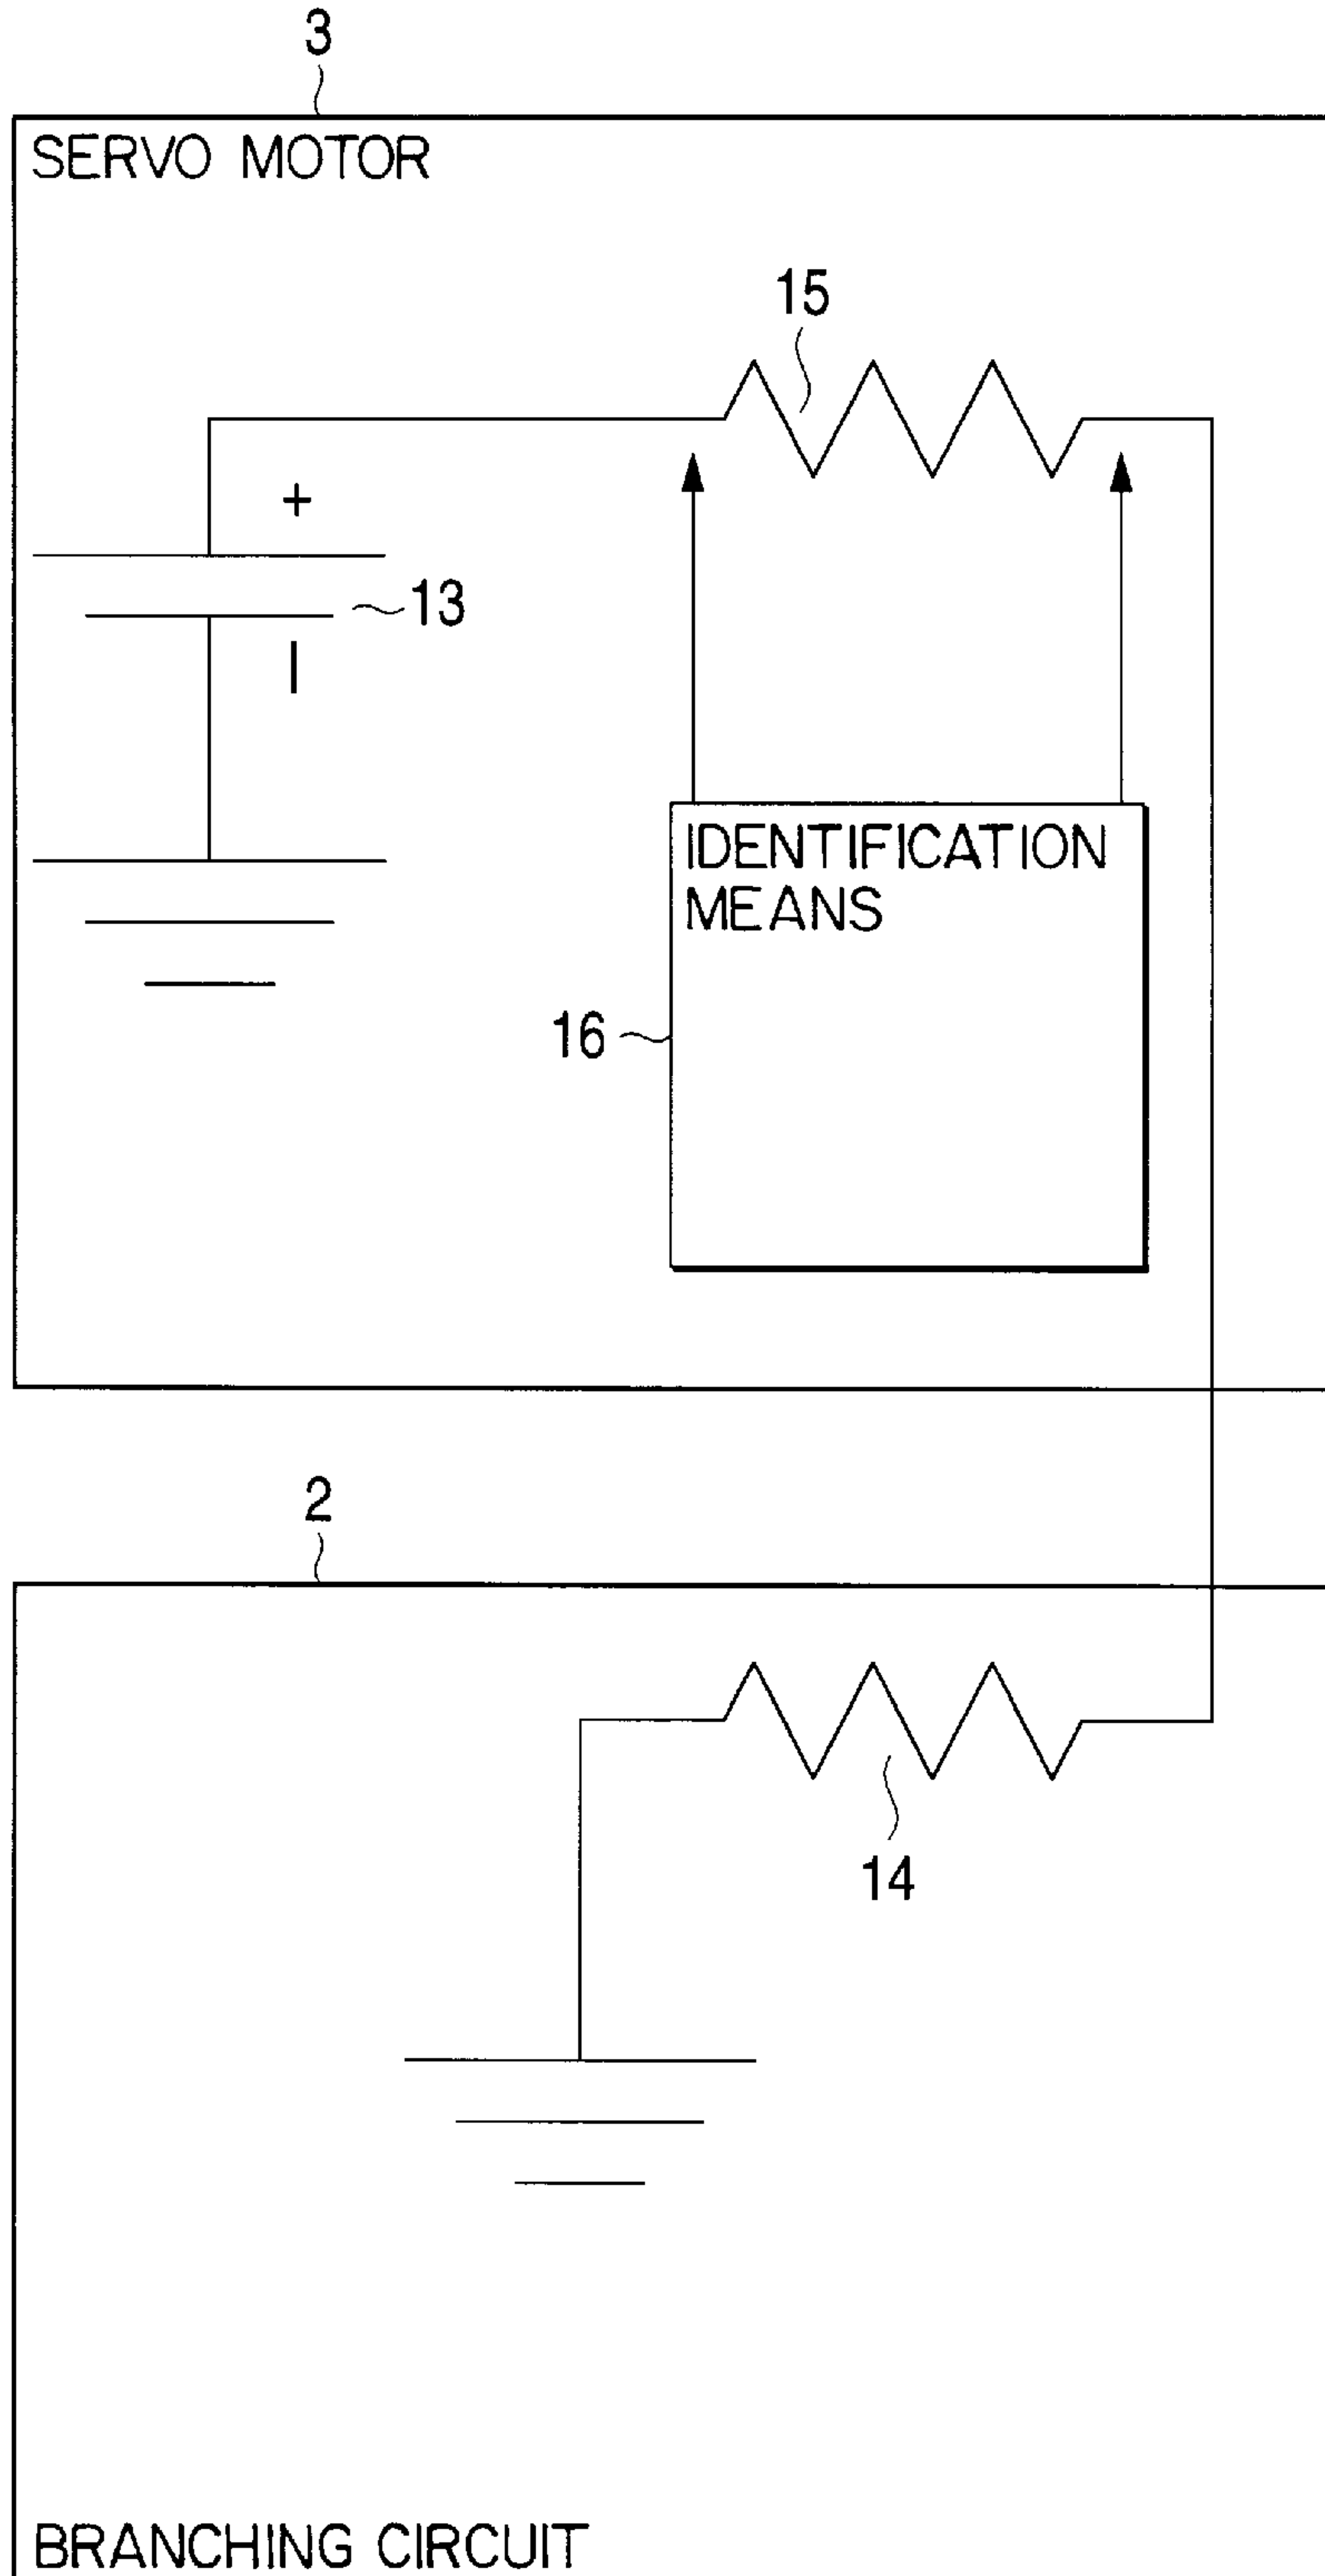 3
SERVO MOTOR
15
+
13
–
IDENTIFICATION
MEANS
16
2
14
BRANCHING CIRCUIT